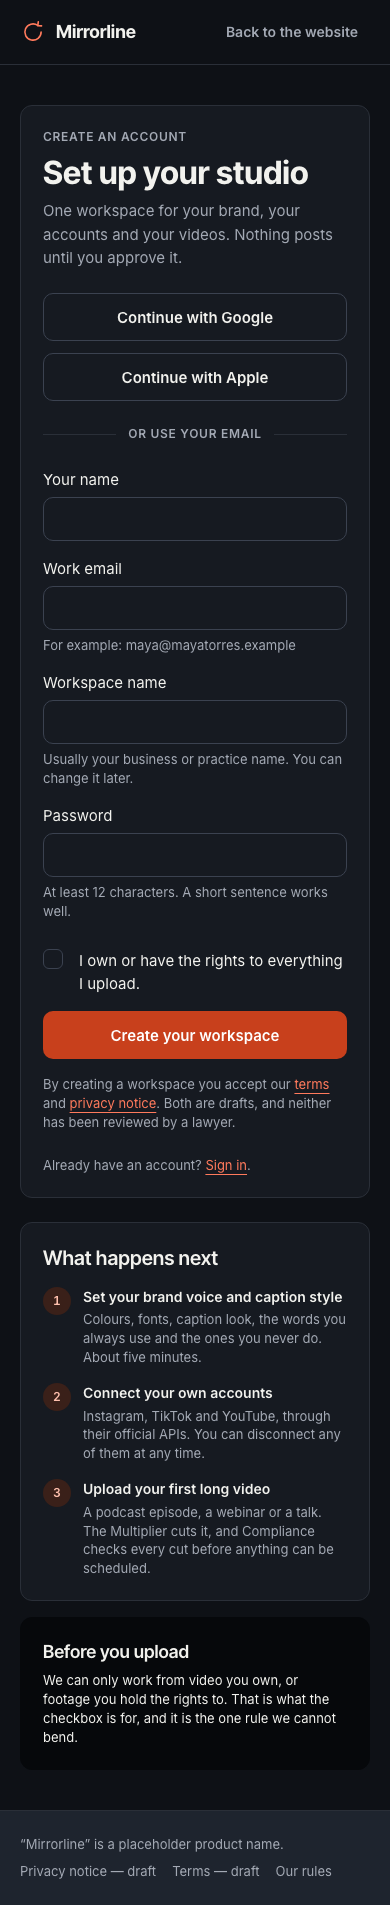 Mirrorline
Back to the website
CREATE AN ACCOUNT
Set up your studio
One workspace for your brand, your
accounts and your videos. Nothing posts
until you approve it.
Continue with Google
Continue with Apple
OR USE YOUR EMAIL
Your name
Work email
For example: maya@mayatorres.example
Workspace name
Usually your business or practice name. You can
change it later.
Password
At least 12 characters. A short sentence works
well.
I own or have the rights to everything
I upload.
Create your workspace
By creating a workspace you accept our terms
and privacy notice. Both are drafts, and neither
has been reviewed by a lawyer.
Already have an account? Sign in.
What happens next
1
Set your brand voice and caption style
Colours, fonts, caption look, the words you
always use and the ones you never do.
About five minutes.
2
Connect your own accounts
Instagram, TikTok and YouTube, through
their official APIs. You can disconnect any
of them at any time.
3
Upload your first long video
A podcast episode, a webinar or a talk.
The Multiplier cuts it, and Compliance
checks every cut before anything can be
scheduled.
Before you upload
We can only work from video you own, or
footage you hold the rights to. That is what the
checkbox is for, and it is the one rule we cannot
bend.
“Mirrorline” is a placeholder product name.
Privacy notice — draft Terms — draft Our rules